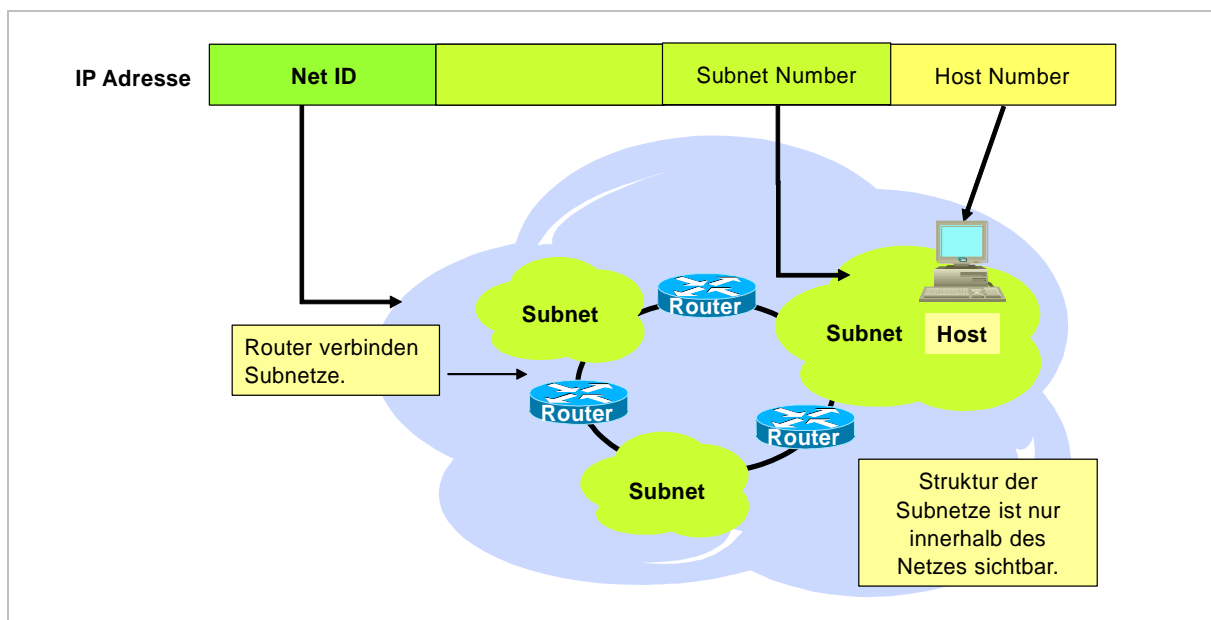 IP Adresse
Net ID
Subnet Number
Host Number
Router
Subnet
Subnet
Host
Router verbinden
Subnetze.
Router
Router
Subnet
Struktur der
Subnetze ist nur
innerhalb des
Netzes sichtbar.